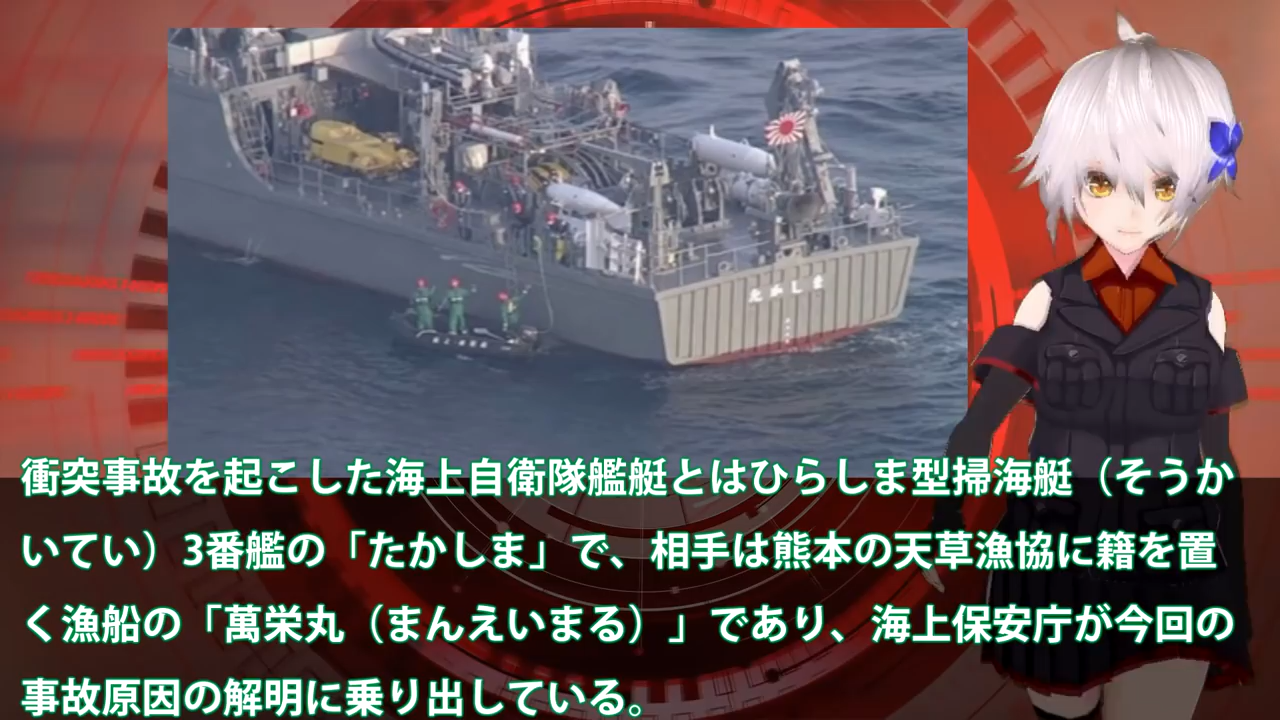 たかしま
衝突事故を起こした海上自衛隊艦艇とはひらしま型掃海艇（そうか
いてい）3番艦の「たかしま」で、相手は熊本の天草漁協に籍を置
く漁船の「萬栄丸（まんえいまる）」であり、海上保安庁が今回の
事故原因の解明に乗り出している。